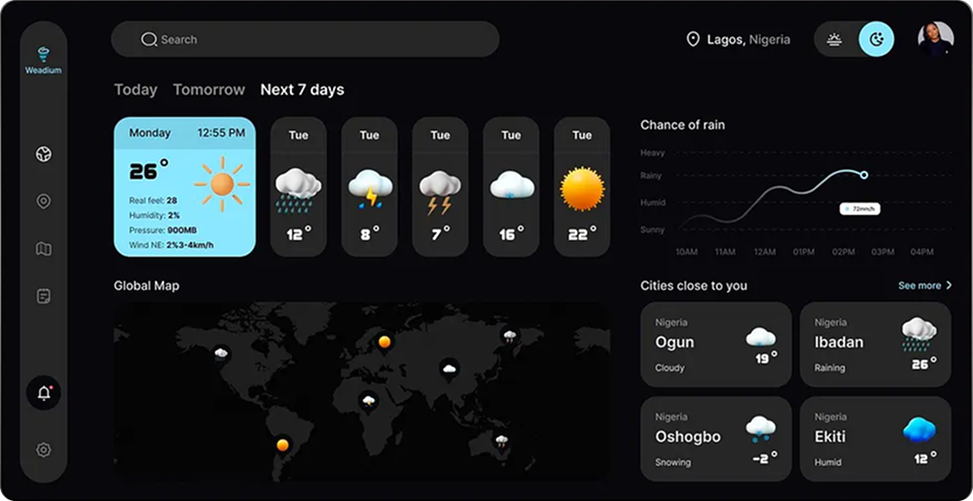 Weadium
Search
Lagos, Nigeria
Today Tomorrow Next 7 days
Monday 12:55 PM
26°
Real feel: 28
Humidity: 2%
Pressure: 900MB
Wind NE: 2%3-4km/h
Tue
12°
Tue
8°
Tue
7°
Tue
16°
Tue
22°
Chance of rain
Heavy
Rainy
Humid
Sunny
72mm/h
10AM 11AM 12AM 01PM 02PM 03PM 04PM
Global Map
Cities close to you
See more
Nigeria
Ogun
19°
Cloudy
Nigeria
Ibadan
26°
Raining
Nigeria
Oshogbo
-2°
Snowing
Nigeria
Ekiti
12°
Humid